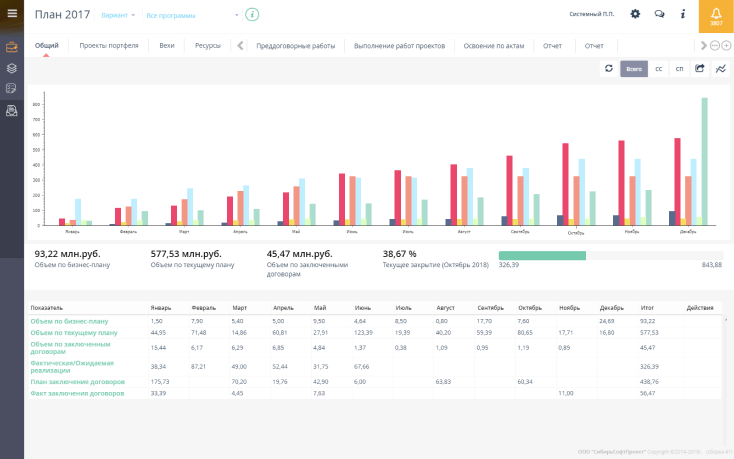 План 2017 Вариант Все программы i Системный П.П. i 3807
Общий Проекты портфеля Вехи Ресурсы Преддоговорные работы Выполнение работ проектов Освоение по актам Отчет Отчет
Всего СС СП
800
700
600
500
400
300
200
100
0
Январь Февраль Март Апрель Май Июнь Июль Август Сентябрь Октябрь Ноябрь Декабрь
93,22 млн.руб. 577,53 млн.руб. 45,47 млн.руб. 38,67 %
Объем по бизнес-плану Объем по текущему плану Объем по заключенным договорам Текущее закрытие (Октябрь 2018) 326,39 843,88
Показатель Январь Февраль Март Апрель Май Июнь Июль Август Сентябрь Октябрь Ноябрь Декабрь Итог Действия
Объем по бизнес-плану 1,50 7,90 5,40 5,00 9,50 4,64 8,50 0,80 17,70 7,60 24,69 93,22
Объем по текущему плану 44,95 71,48 14,86 60,81 27,91 123,39 19,39 40,20 59,39 80,65 17,71 16,80 577,53
Объем по заключенным договорам 15,44 6,17 6,29 6,85 4,84 1,37 0,38 1,09 0,95 1,19 0,89 45,47
Фактическая/Ожидаемая реализации 38,34 87,21 49,00 52,44 31,75 67,66 326,39
План заключения договоров 175,73 70,20 19,76 42,90 6,00 63,83 60,34 438,76
Факт заключения договоров 33,39 4,45 7,63 11,00 56,47
ООО "СибирьСофтПроект" Copyright ©2014-2018г.